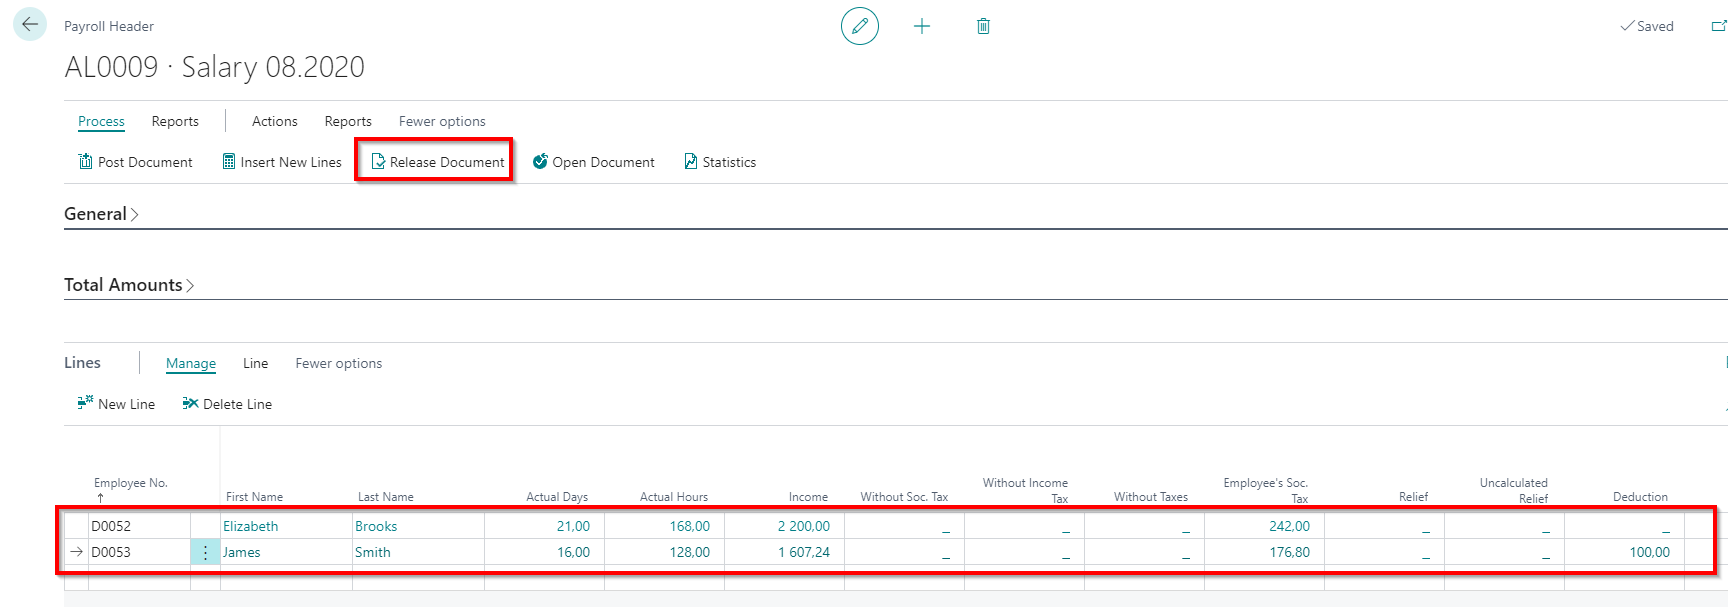 Payroll Header
Saved
AL0009 · Salary 08.2020
Process Reports Actions Reports Fewer options
Post Document Insert New Lines Release Document Open Document Statistics
General
Total Amounts
Lines Manage Line Fewer options
New Line Delete Line
Employee No. First Name Last Name Actual Days Actual Hours Income Without Soc. Tax Without Income Tax Without Taxes Employee's Soc. Tax Relief Uncalculated Relief Deduction
D0052 Elizabeth Brooks 21,00 168,00 2 200,00 _ _ _ 242,00 _ _ _
D0053 James Smith 16,00 128,00 1 607,24 _ _ _ 176,80 _ _ 100,00